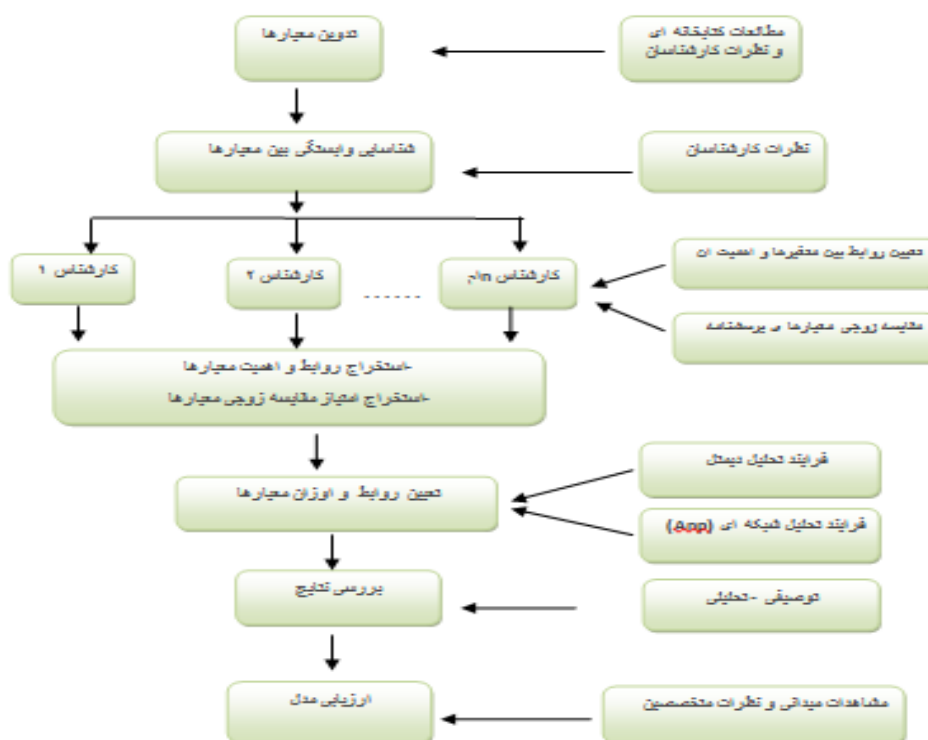 تدوین معیارها
مطالعات کتابخانه ای
و نظرات کارشناسان
شناسایی وابستگی بین معیارها
نظرات کارشناسان
کارشناس ۱
کارشناس ۲
......
کارشناس nام
تعیین روابط بین متغیرها و اهمیت ان
مقایسه زوجی معیارها ی پرسشنامه
-استخراج روابط و اهمیت معیارها
-استخراج امتیاز مقایسه زوجی معیارها
تعیین روابط و اوزان معیارها
فرایند تحلیل دیمتل
فرایند تحلیل شبکه ای (Anp)
بررسی نتایج
توصیفی -تحلیلی
ارزیابی مدل
مشاهدات میدانی و نظرات متخصصین